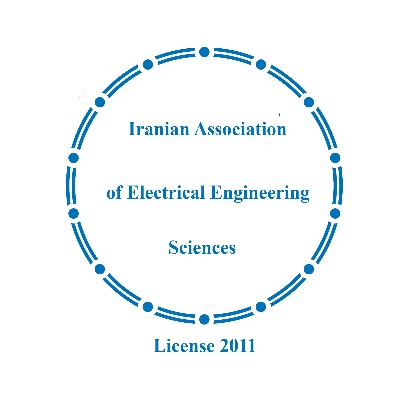 Iranian Association
of Electrical Engineering
Sciences
License 2011